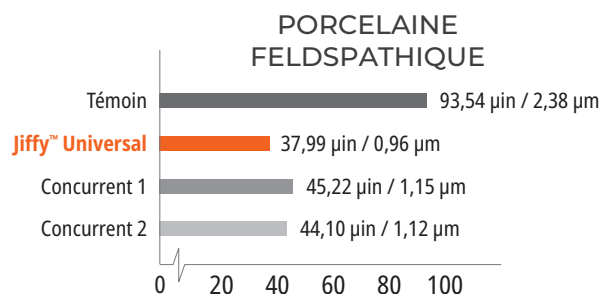 PORCELAINE
FELDSPATHIQUE
Témoin 93,54 µin / 2,38 µm
Jiffy™ Universal 37,99 µin / 0,96 µm
Concurrent 1 45,22 µin / 1,15 µm
Concurrent 2 44,10 µin / 1,12 µm
0 20 40 60 80 100